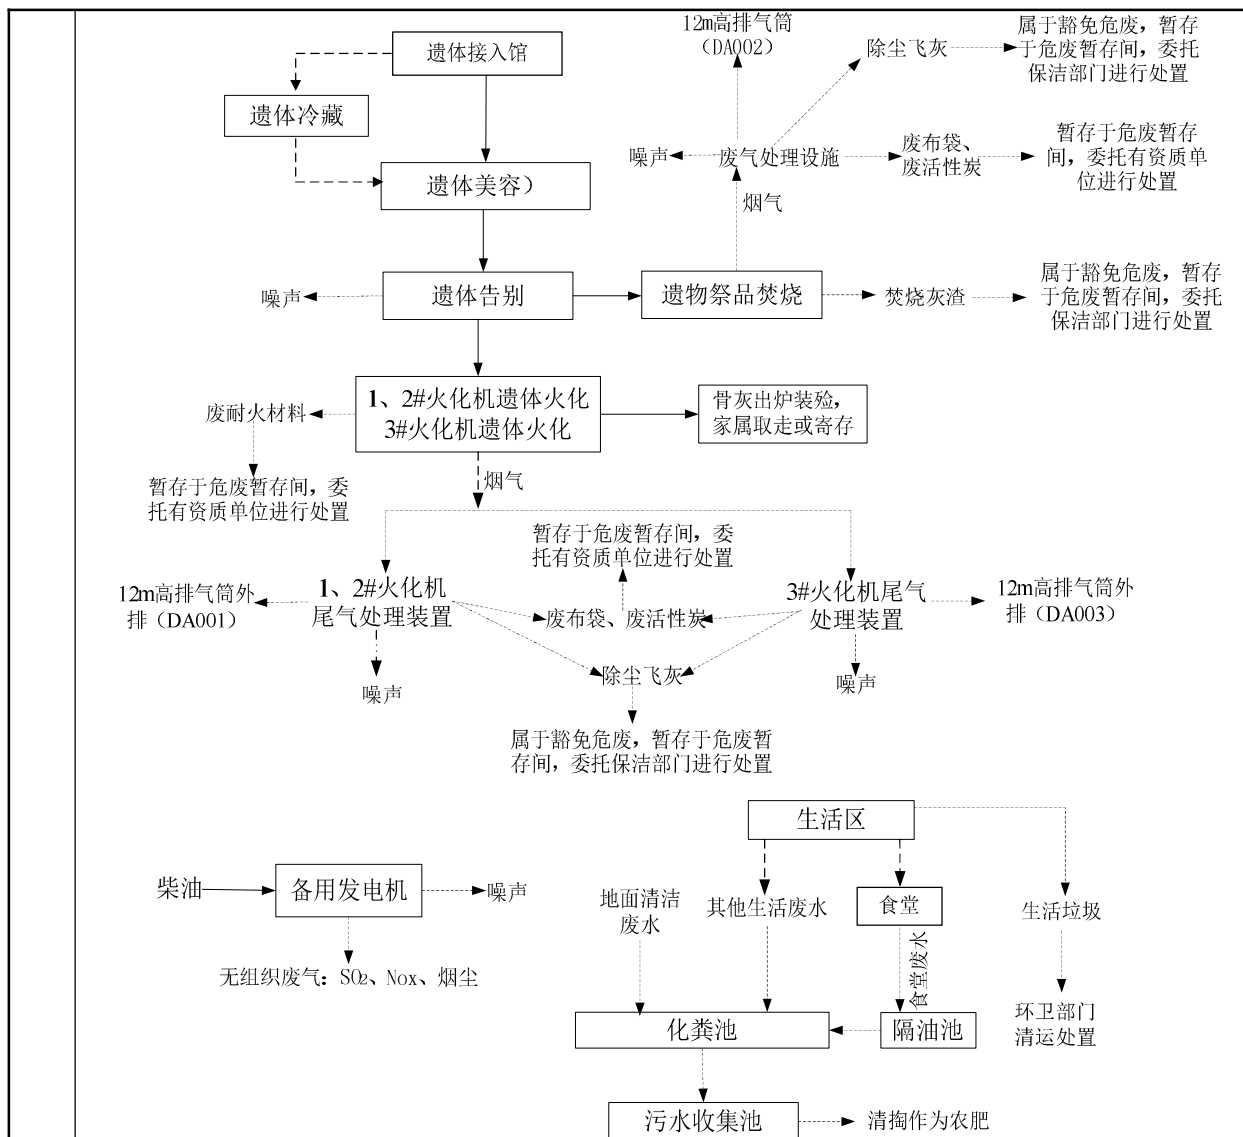 12m高排气筒
（DA002）
除尘飞灰
属于豁免危废，暂存
于危废暂存间，委托
保洁部门进行处置
遗体接入馆
遗体冷藏
噪声
废气处理设施
废布袋、
废活性炭
暂存于危废暂存
间，委托有资质单
位进行处置
遗体美容）
烟气
噪声
遗体告别
遗物祭品焚烧
焚烧灰渣
属于豁免危废，暂存
于危废暂存间，委托
保洁部门进行处置
废耐火材料
1、2#火化机遗体火化
3#火化机遗体火化
骨灰出炉装殓，
家属取走或寄存
烟气
暂存于危废暂存间，委
托有资质单位进行处置
暂存于危废暂存间，委
托有资质单位进行处置
12m高排气筒外
排（DA001）
1、2#火化机
尾气处理装置
废布袋、废活性炭
3#火化机尾气
处理装置
12m高排气筒外
排（DA003）
噪声
除尘飞灰
噪声
属于豁免危废，暂存于危废暂
存间，委托保洁部门进行处置
生活区
柴油
备用发电机
噪声
地面清洁
废水
其他生活废水
食堂
生活垃圾
食堂废水
无组织废气：SO₂、Nox、烟尘
化粪池
隔油池
环卫部门
清运处置
污水收集池
清掏作为农肥